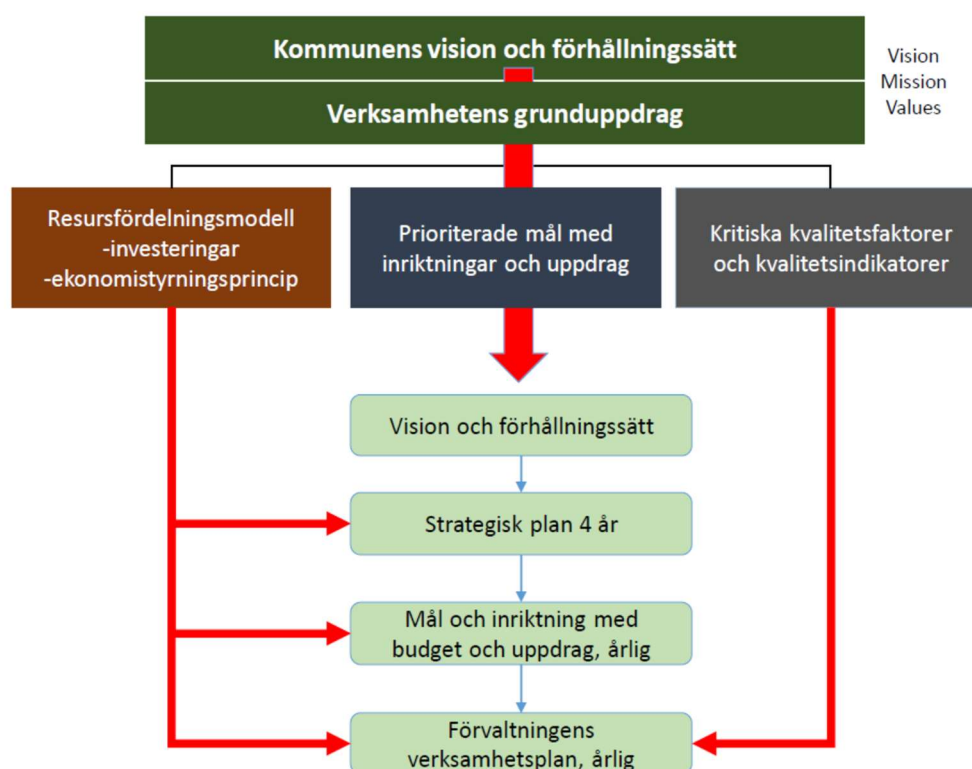 Kommunens vision och förhållningssätt
Verksamhetens grunduppdrag
Vision
Mission
Values
Resursfördelningsmodell
-investeringar
-ekonomistyrningsprincip
Prioriterade mål med
inriktningar och uppdrag
Kritiska kvalitetsfaktorer
och kvalitetsindikatorer
Vision och förhållningssätt
Strategisk plan 4 år
Mål och inriktning med
budget och uppdrag, årlig
Förvaltningens
verksamhetsplan, årlig